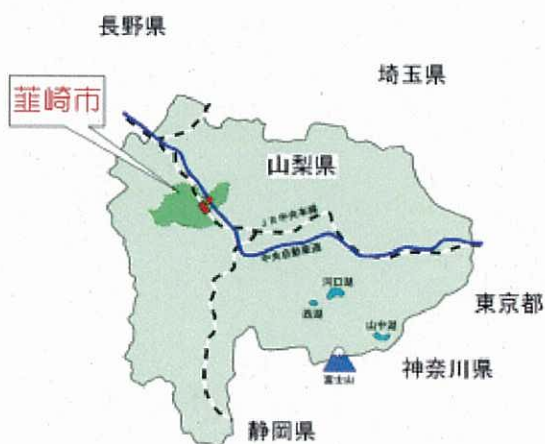 長野県
埼玉県
韮崎市
山梨県
JR中央本線
中央自動車道
河口湖
西湖
山中湖
東京都
富士山
神奈川県
静岡県